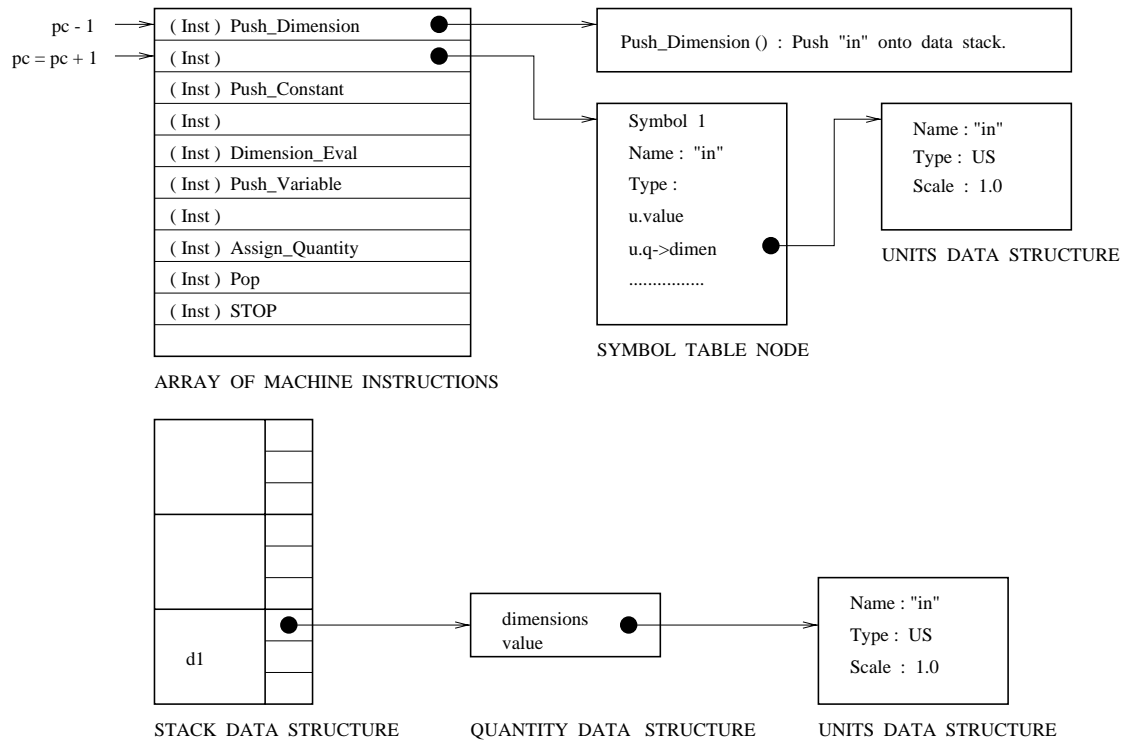 pc - 1
pc = pc + 1
( Inst ) Push_Dimension
( Inst )
( Inst ) Push_Constant
( Inst )
( Inst ) Dimension_Eval
( Inst ) Push_Variable
( Inst )
( Inst ) Assign_Quantity
( Inst ) Pop
( Inst ) STOP
ARRAY OF MACHINE INSTRUCTIONS
Push_Dimension () : Push "in" onto data stack.
Symbol 1
Name : "in"
Type :
u.value
u.q->dimen
................
SYMBOL TABLE NODE
Name : "in"
Type : US
Scale : 1.0
UNITS DATA STRUCTURE
d1
STACK DATA STRUCTURE
dimensions
value
QUANTITY DATA STRUCTURE
Name : "in"
Type : US
Scale : 1.0
UNITS DATA STRUCTURE